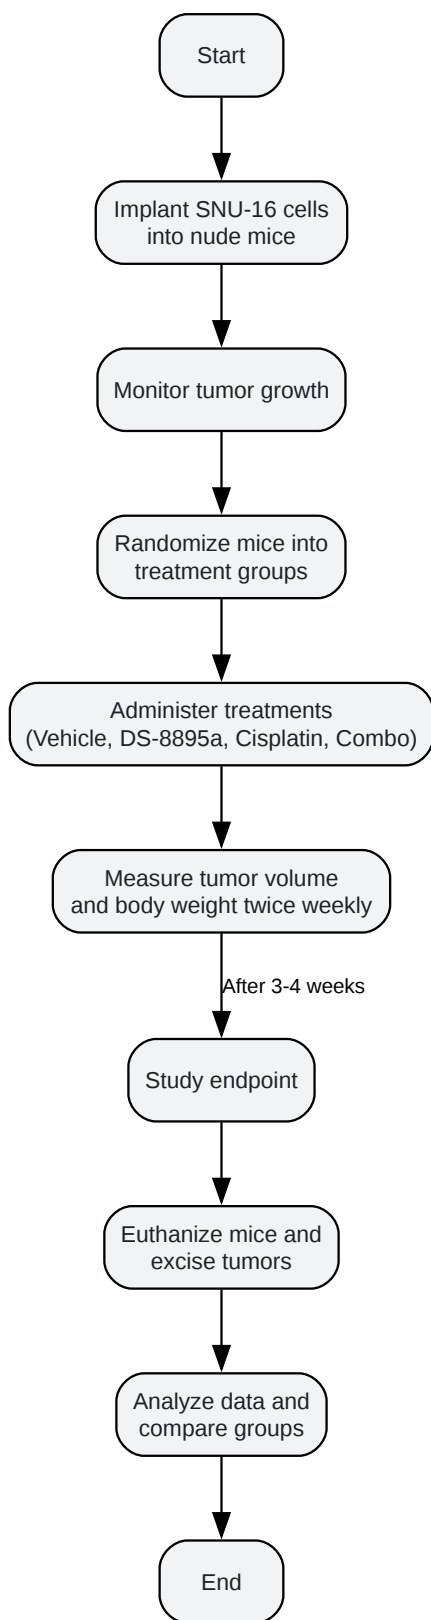 Start
Implant SNU-16 cells
into nude mice
Monitor tumor growth
Randomize mice into
treatment groups
Administer treatments
(Vehicle, DS-8895a, Cisplatin, Combo)
Measure tumor volume
and body weight twice weekly
After 3-4 weeks
Study endpoint
Euthanize mice and
excise tumors
Analyze data and
compare groups
End